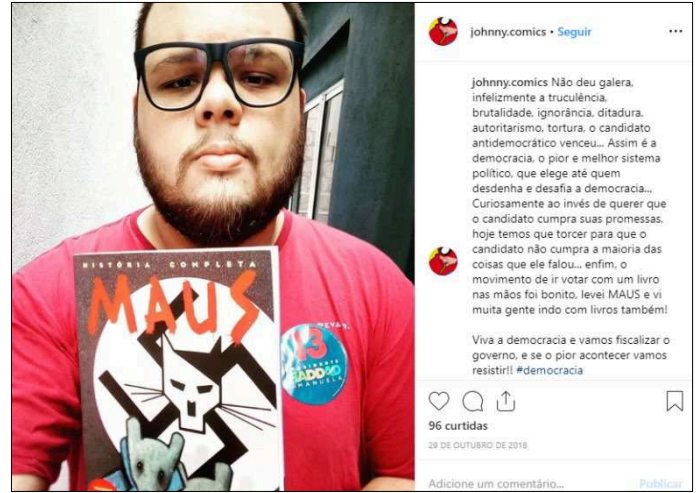 johnny.comics • Seguir
johnny.comics Não deu galera,
infelizmente a truculência,
brutalidade, ignorância, ditadura,
autoritarismo, tortura, o candidato
antidemocrático venceu... Assim é a
democracia, o pior e melhor sistema
político, que elege até quem
desdenha e desafia a democracia...
Curiosamente ao invés de querer que
o candidato cumpra suas promessas,
hoje temos que torcer para que o
candidato não cumpra a maioria das
coisas que ele falou... enfim, o
movimento de ir votar com um livro
nas mãos foi bonito, levei MAUS e vi
muita gente indo com livros também!
Viva a democracia e vamos fiscalizar o
governo, e se o pior acontecer vamos
resistir!! #democracia
96 curtidas
29 DE OUTUBRO DE 2018
Adicione um comentário...
Publicar
HISTÓRIA COMPLETA
MAUS
13